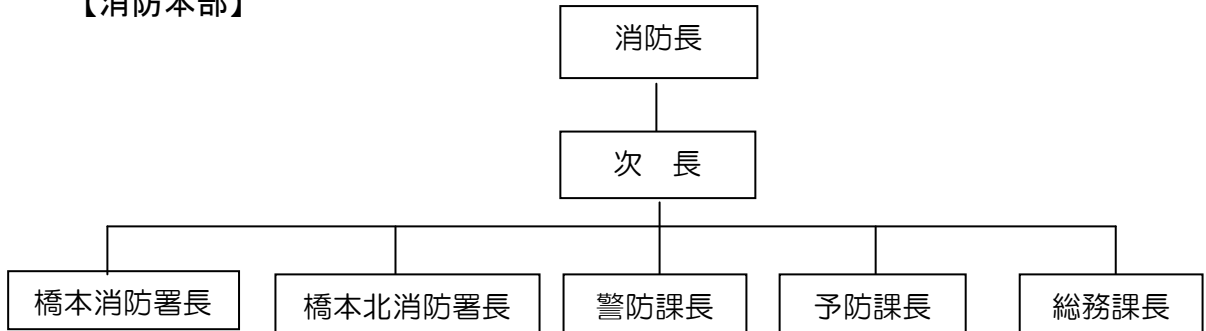 【消防本部】
消防長
次　長
橋本消防署長
橋本北消防署長
警防課長
予防課長
総務課長